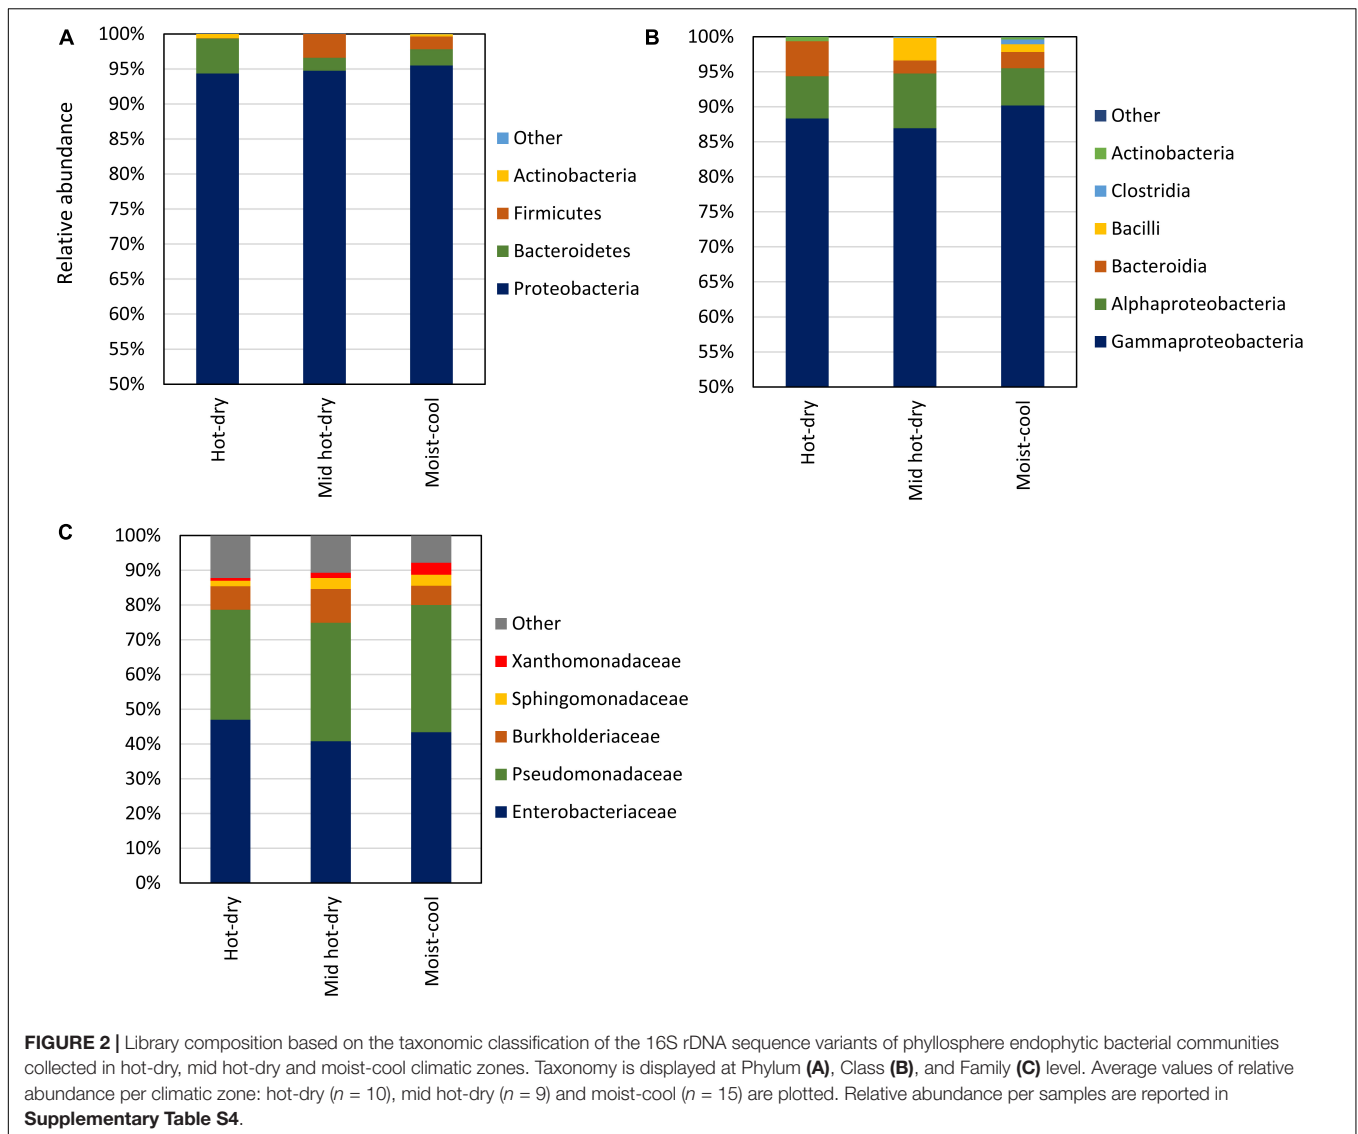 A
Relative abundance
100%
95%
90%
85%
80%
75%
70%
65%
60%
55%
50%
Hot-dry
Mid hot-dry
Moist-cool
Other
Actinobacteria
Firmicutes
Bacteroidetes
Proteobacteria
B
100%
95%
90%
85%
80%
75%
70%
65%
60%
55%
50%
Hot-dry
Mid hot-dry
Moist-cool
Other
Actinobacteria
Clostridia
Bacilli
Bacteroidia
Alphaproteobacteria
Gammaproteobacteria
C
100%
90%
80%
70%
60%
50%
40%
30%
20%
10%
0%
Hot-dry
Mid hot-dry
Moist-cool
Other
Xanthomonadaceae
Sphingomonadaceae
Burkholderiaceae
Pseudomonadaceae
Enterobacteriaceae
FIGURE 2 | Library composition based on the taxonomic classification of the 16S rDNA sequence variants of phyllosphere endophytic bacterial communities
collected in hot-dry, mid hot-dry and moist-cool climatic zones. Taxonomy is displayed at Phylum (A), Class (B), and Family (C) level. Average values of relative
abundance per climatic zone: hot-dry (n = 10), mid hot-dry (n = 9) and moist-cool (n = 15) are plotted. Relative abundance per samples are reported in
Supplementary Table S4.